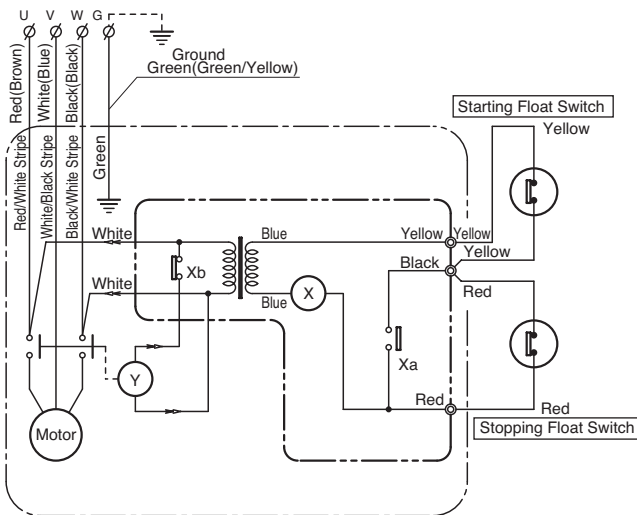 U V W G
Red(Brown)
White(Blue)
Black(Black)
Ground
Green(Green/Yellow)
Red/White Stripe
White/Black Stripe
Black/White Stripe
Green
Starting Float Switch
Yellow
White
Blue
Yellow
Yellow
Yellow
Xb
Black
Red
White
Blue
X
Xa
Y
Red
Red
Motor
Stopping Float Switch